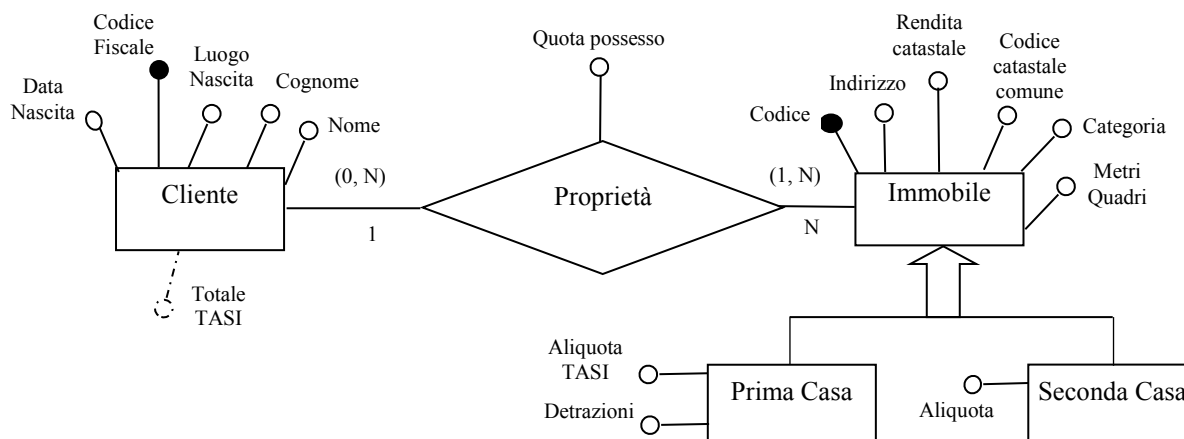 Codice
Fiscale
Data
Nascita
Luogo
Nascita
Cognome
Nome
Cliente
Totale
TASI
(0, N)
1
Quota possesso
Proprietà
(1, N)
N
Codice
Indirizzo
Rendita
catastale
Codice
catastale
comune
Categoria
Metri
Quadri
Immobile
Aliquota
TASI
Detrazioni
Prima Casa
Aliquota
Seconda Casa